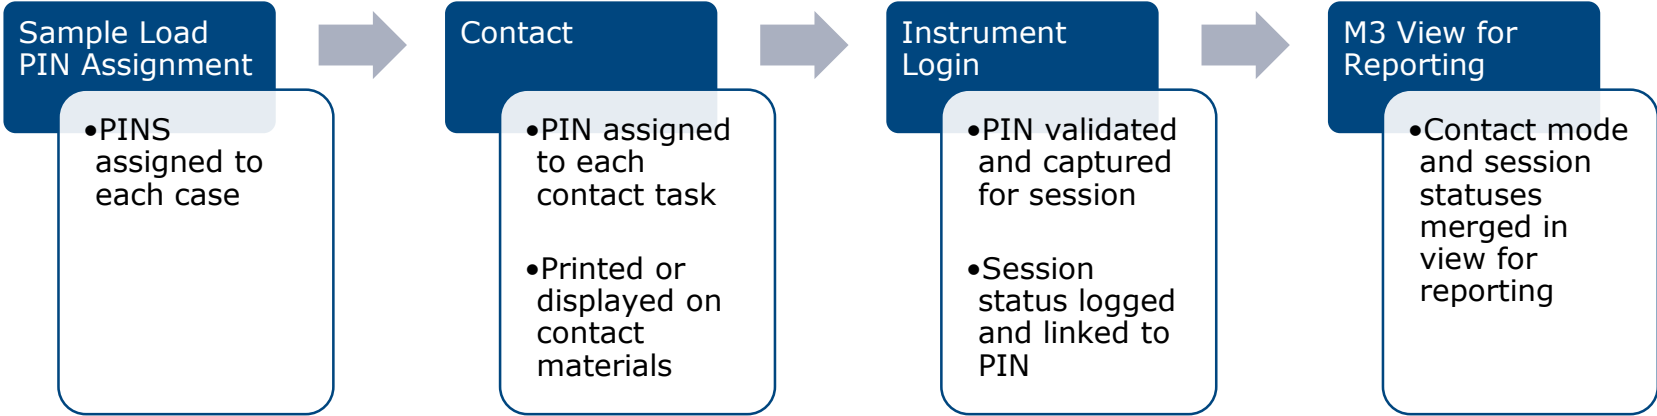 Sample Load
PIN Assignment
•PINS
assigned to
each case
Contact
•PIN assigned
to each
contact task
•Printed or
displayed on
contact
materials
Instrument
Login
•PIN validated
and captured
for session
•Session
status logged
and linked to
PIN
M3 View for
Reporting
•Contact mode
and session
statuses
merged in
view for
reporting